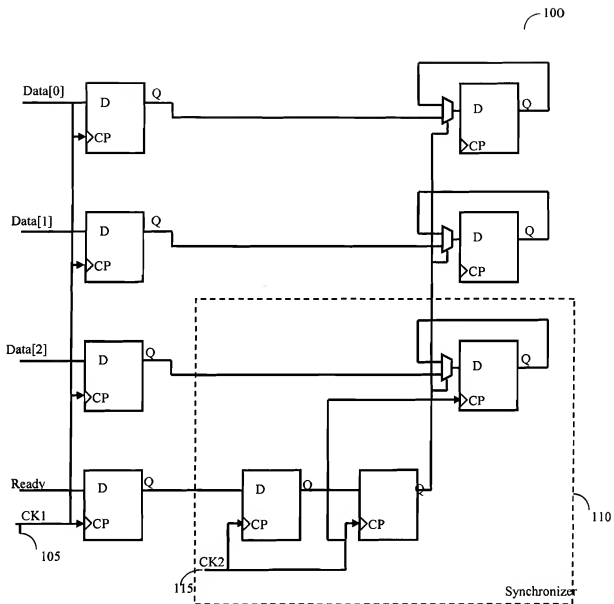 100
Data[0]
D
Q
CP
D
Q
CP
Data[1]
D
Q
CP
D
Q
CP
Data[2]
D
Q
CP
D
Q
CP
Ready
D
Q
CP
D
Q
CP
Q
CP
CK1
105
110
115
CK2
Synchronizer